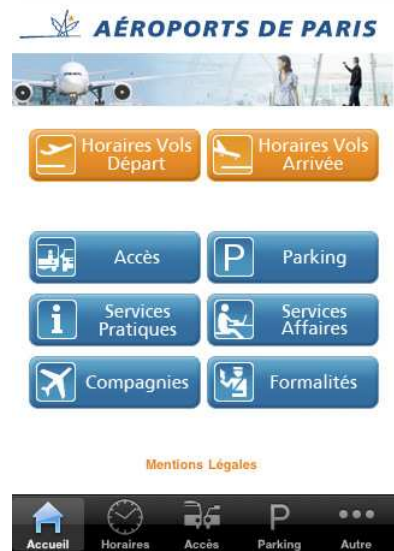 AÉROPORTS DE PARIS
Horaires Vols
Départ
Horaires Vols
Arrivée
Accès
P
Parking
i
Services
Pratiques
Services
Affaires
Compagnies
Formalités
Mentions Légales
Accueil
Horaires
Accès
P
Parking
Autre